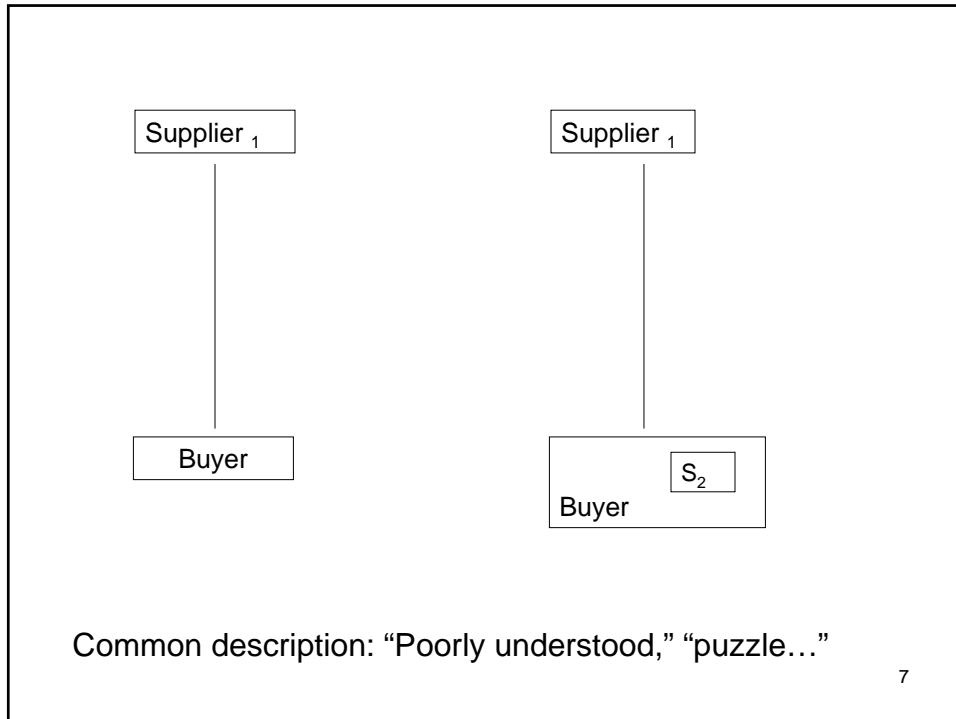 Supplier 1
Supplier 1
Buyer
S2
Buyer
Common description: “Poorly understood,” “puzzle…”
7